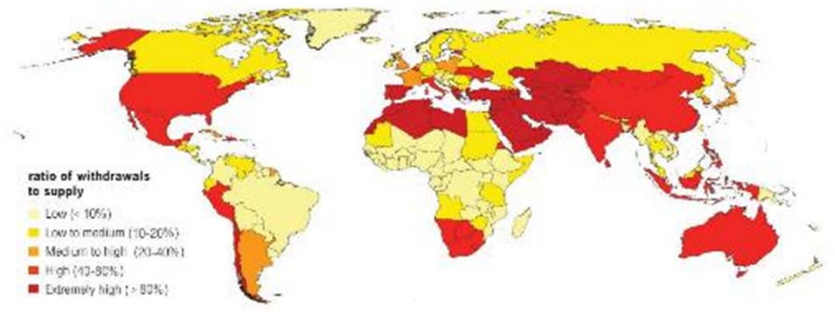 ratio of withdrawals
to supply
Low (< 10%)
Low to medium (10-20%)
Medium to high (20-40%)
High (40-80%)
Extremely high (> 80%)